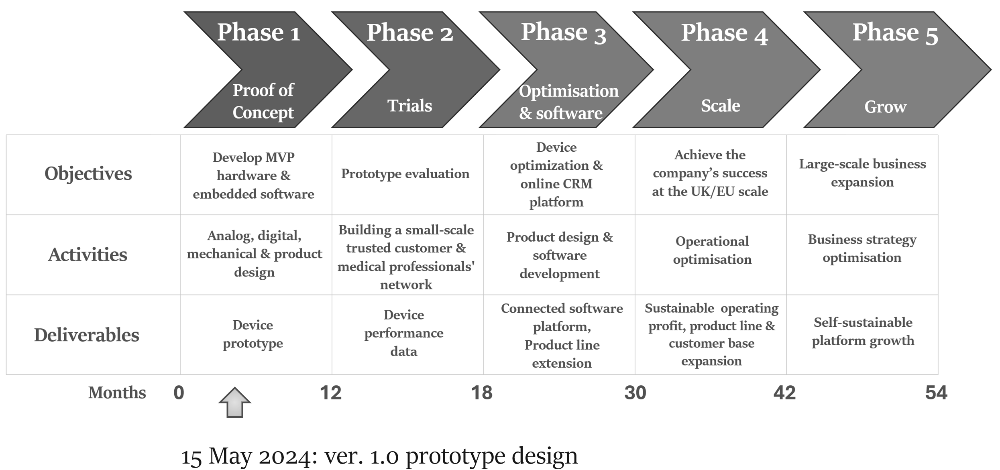 Phase 1
Proof of
Concept
Phase 2
Trials
Phase 3
Optimisation
& software
Phase 4
Scale
Phase 5
Grow
Objectives
Develop MVP
hardware &
embedded software
Prototype evaluation
Device
optimization &
online CRM
platform
Achieve the
company’s success
at the UK/EU scale
Large-scale business
expansion
Activities
Analog, digital,
mechanical & product
design
Building a small-scale
trusted customer &
medical professionals'
network
Product design &
software
development
Operational
optimisation
Business strategy
optimisation
Deliverables
Device
prototype
Device
performance
data
Connected software
platform,
Product line
extension
Sustainable operating
profit, product line &
customer base
expansion
Self-sustainable
platform growth
Months 0 12 18 30 42 54
15 May 2024: ver. 1.0 prototype design